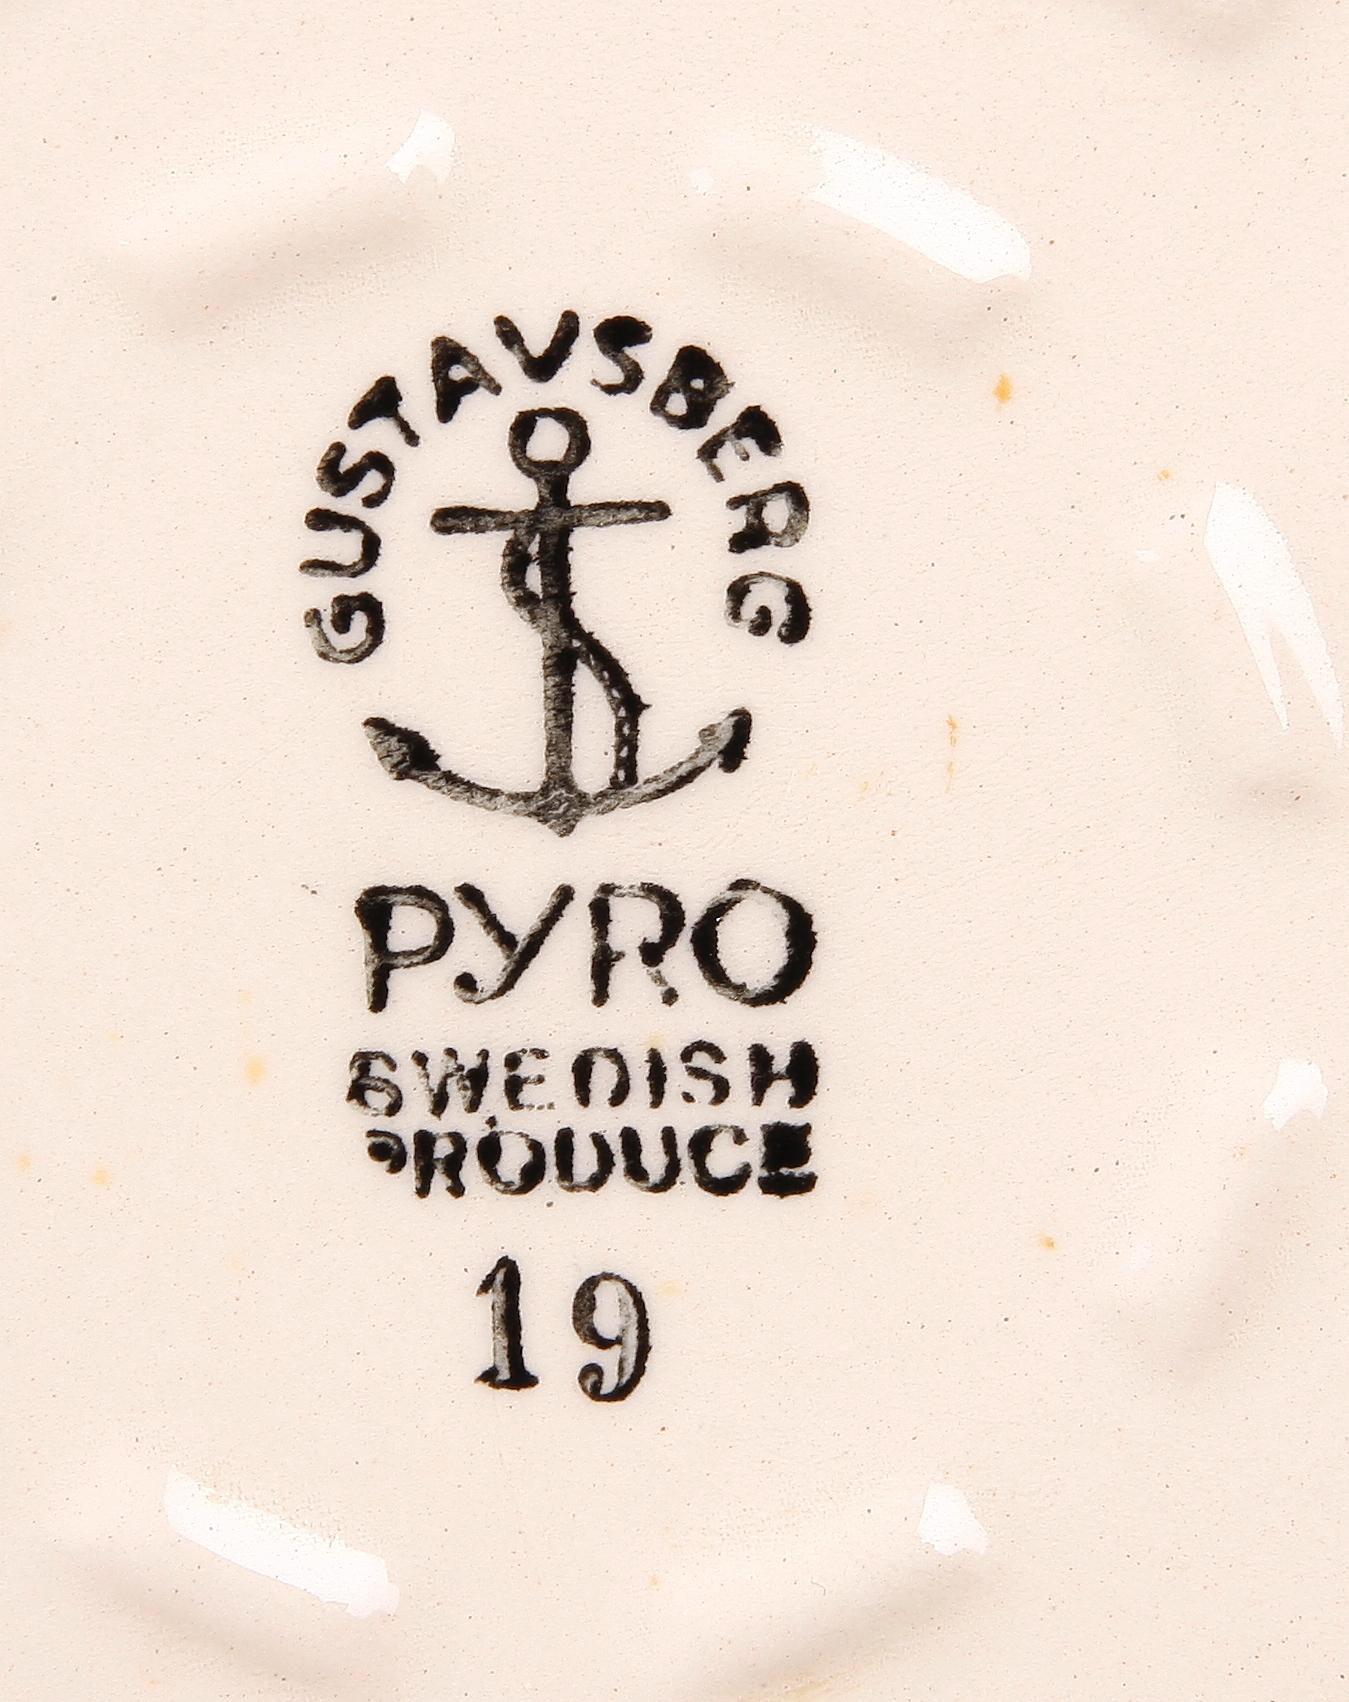 GUSTAVSBERG
PYRO
SWEDISH
PRODUCE
19